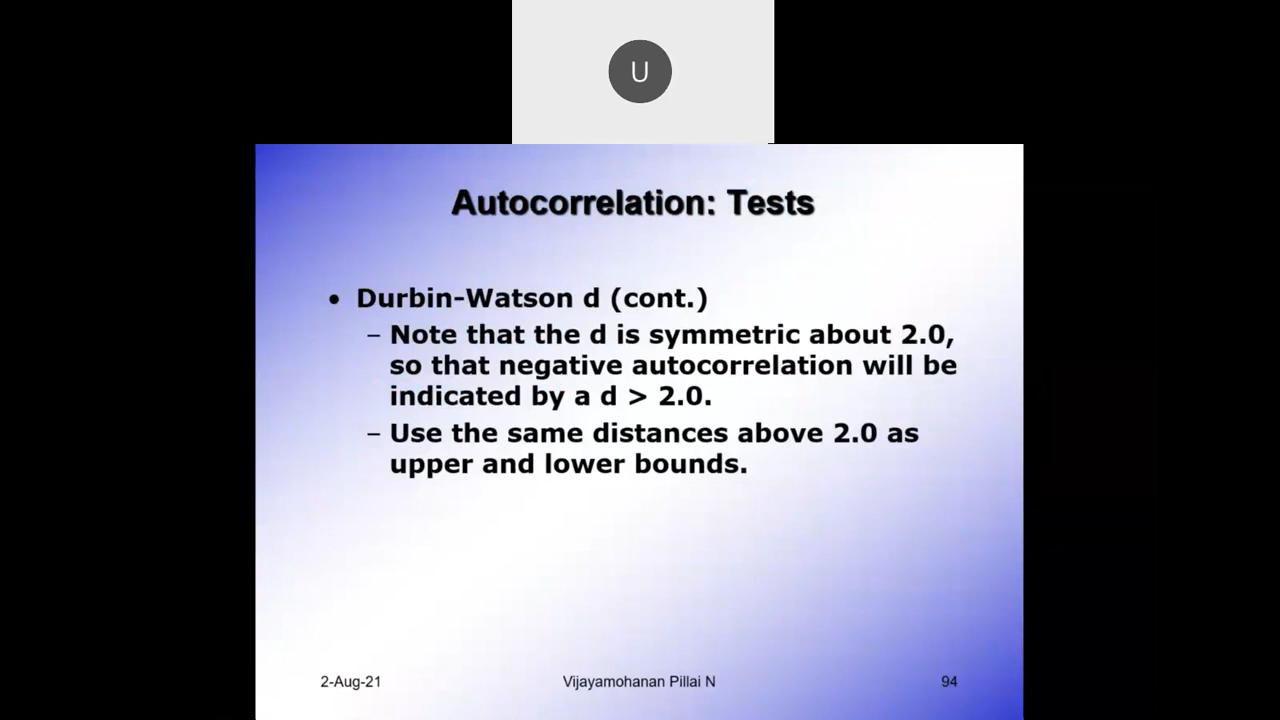 U
Autocorrelation: Tests
• Durbin-Watson d (cont.)
– Note that the d is symmetric about 2.0,
so that negative autocorrelation will be
indicated by a d > 2.0.
– Use the same distances above 2.0 as
upper and lower bounds.
2-Aug-21
Vijayamohanan Pillai N
94